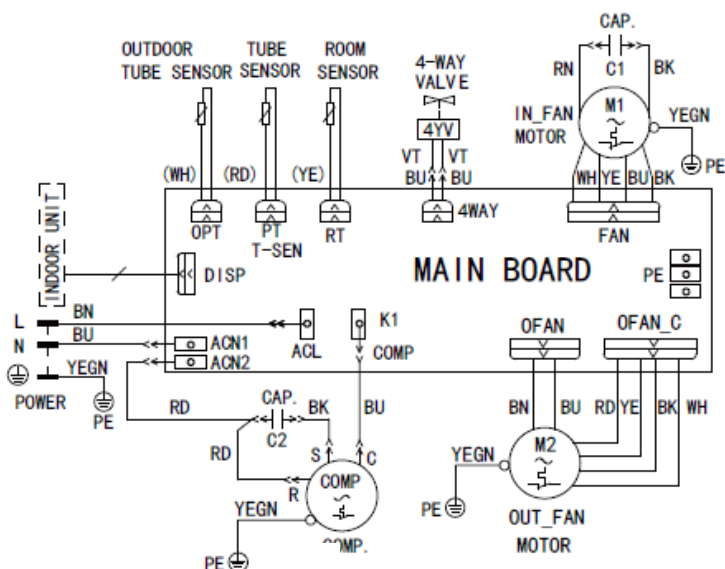 CAP.
OUTDOOR TUBE SENSOR
TUBE SENSOR
ROOM SENSOR
4-WAY VALVE
RN C1 BK
M1
4YV
IN_FAN MOTOR
YEGN
PE
VT VT
(WH) (RD) (YE)
BU BU
WH YE BU BK
INDOOR UNIT
OPT
PT
T-SEN
RT
4WAY
FAN
DISP
MAIN BOARD
PE
L BN
N BU
YEGN
POWER
PE
ACL
K1
COMP
ACN1
ACN2
OFAN
OFAN_C
RD
CAP.
C2
BK
BU
BN BU RD YE BK WH
RD
S C
R
COMP
YEGN
M2
YEGN
PE
PE
OUT_FAN MOTOR